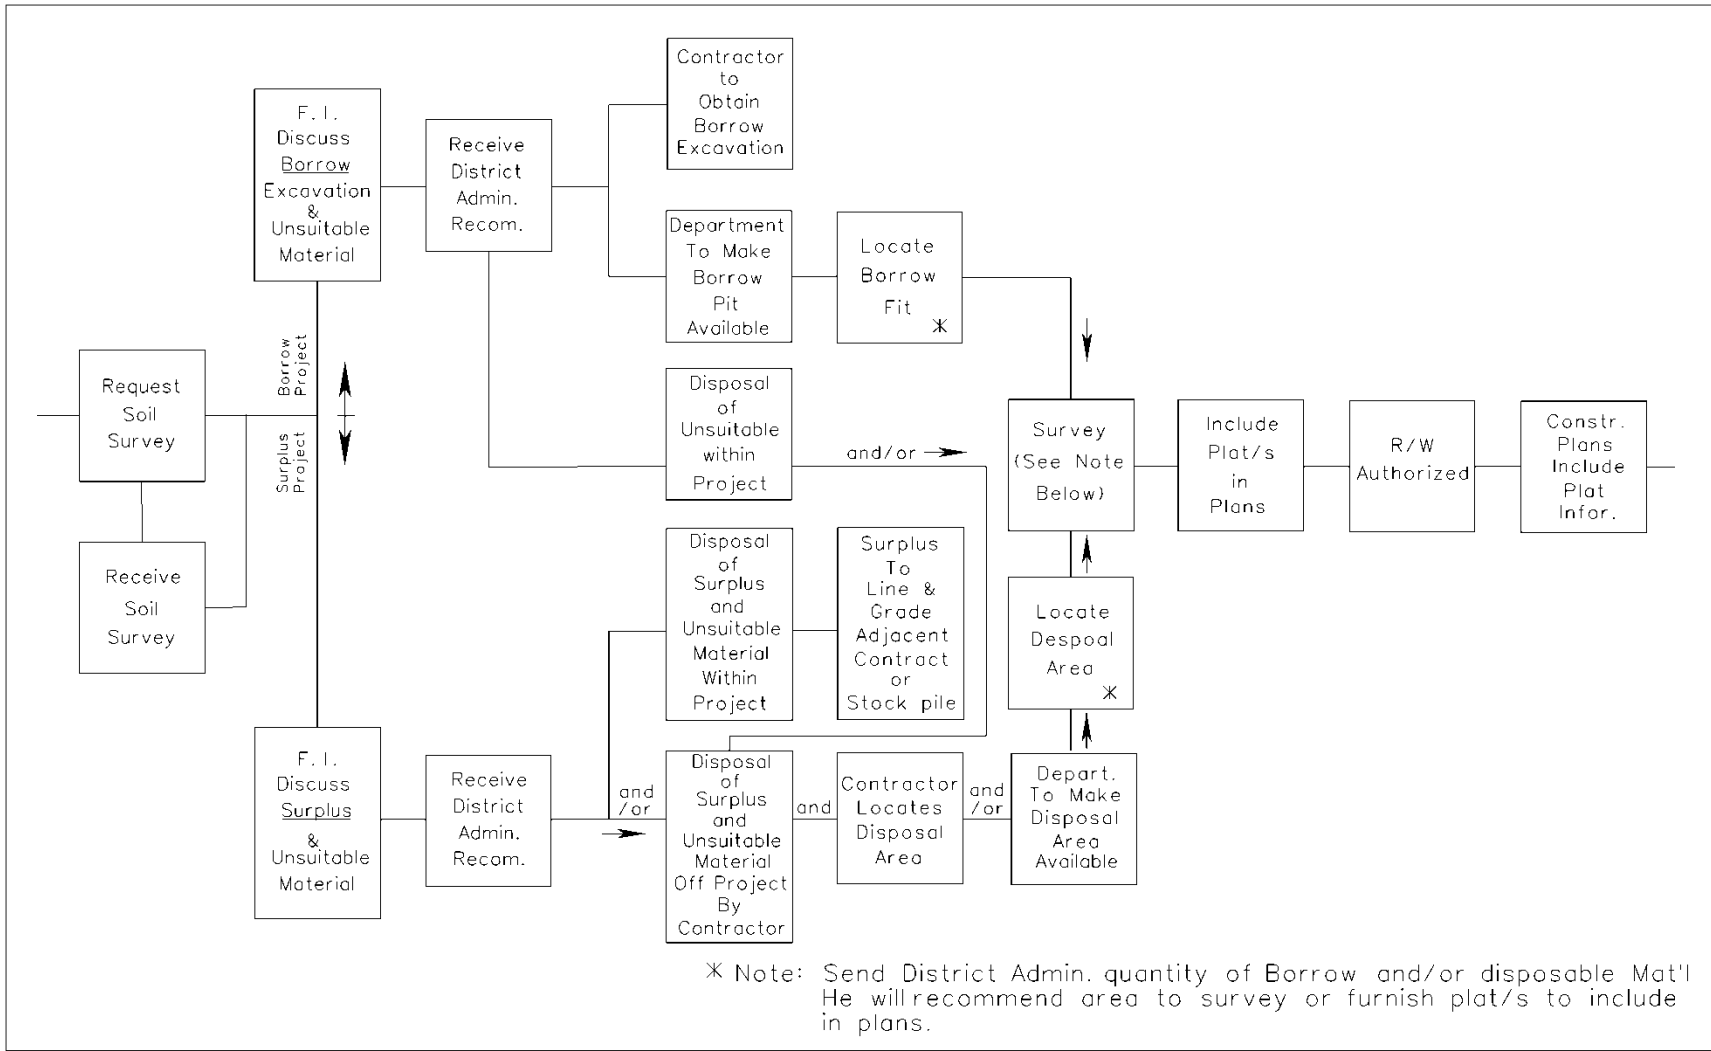 Contractor
to
Obtain
Borrow
Excavation
F. I.
Discuss
Borrow
Excavation
&
Unsuitable
Material
Receive
District
Admin.
Recom.
Department
To Make
Borrow
Pit
Available
Locate
Borrow
Fit
*
Request
Soil
Survey
Borrow
Project
Surplus
Project
Disposal
of
Unsuitable
within
Project
and/or
Survey
(See Note
Below)
Include
Plat/s
in
Plans
R/W
Authorized
Constr.
Plans
Include
Plat
Infor.
Receive
Soil
Survey
Disposal
of
Surplus
and
Unsuitable
Material
Within
Project
Surplus
To
Line &
Grade
Adjacent
Contract
or
Stock pile
Locate
Despoal
Area
*
F. I.
Discuss
Surplus
&
Unsuitable
Material
Receive
District
Admin.
Recom.
and
/or
Disposal
of
Surplus
and
Unsuitable
Material
Off Project
By
Contractor
and
Contractor
Locates
Disposal
Area
and
/or
Depart.
To Make
Disposal
Area
Available
* Note: Send District Admin. quantity of Borrow and/or disposable Mat'l
He will recommend area to survey or furnish plat/s to include
in plans.